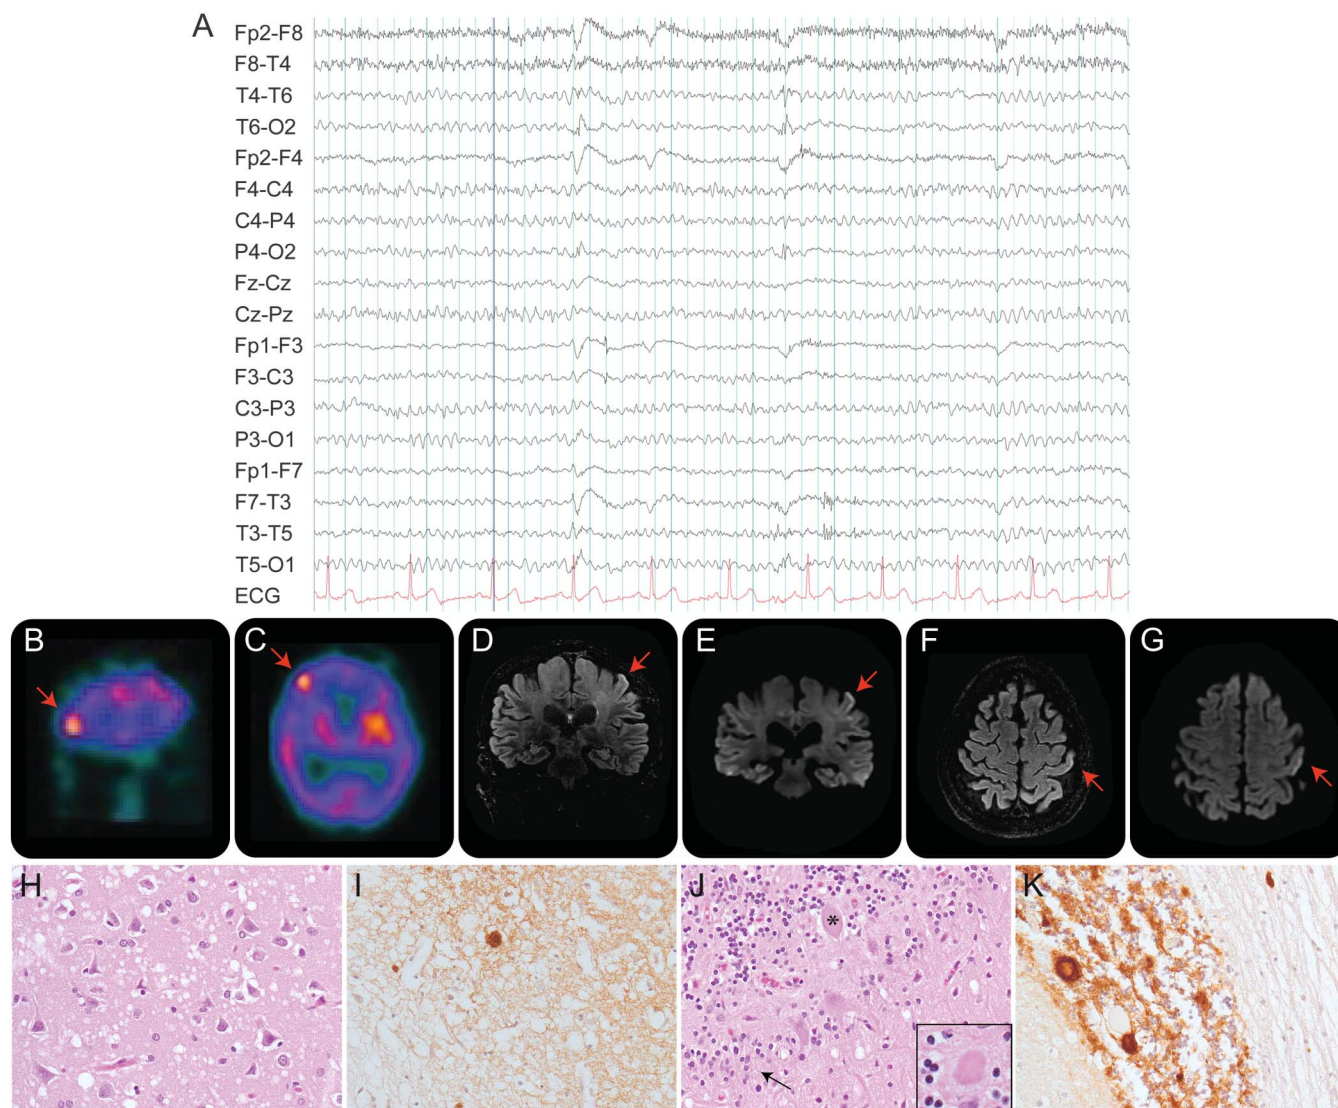 A
Fp2-F8
F8-T4
T4-T6
T6-O2
Fp2-F4
F4-C4
C4-P4
P4-O2
Fz-Cz
Cz-Pz
Fp1-F3
F3-C3
C3-P3
P3-O1
Fp1-F7
F7-T3
T3-T5
T5-O1
ECG
B C D E F G
H I J K
*